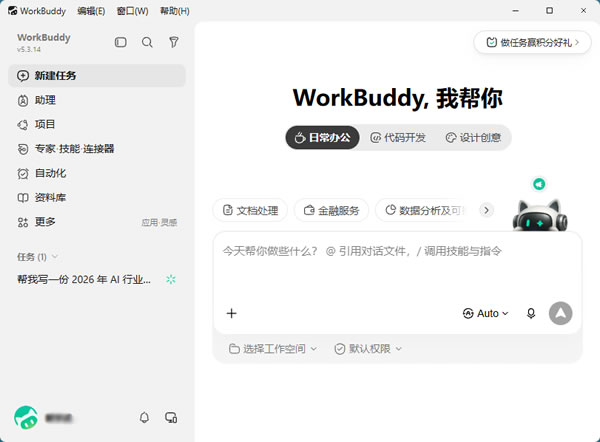 WorkBuddy 编辑(E) 窗口(W) 帮助(H)
WorkBuddy
v5.3.14
做任务赢积分好礼
新建任务
助理
项目
专家·技能·连接器
自动化
资料库
更多 应用·灵感
任务 (1)
帮我写一份 2026 年 AI 行业...
WorkBuddy, 我帮你
日常办公 代码开发 设计创意
文档处理 金融服务 数据分析及可
今天帮你做些什么? @ 引用对话文件, / 调用技能与指令
Auto
选择工作空间 默认权限